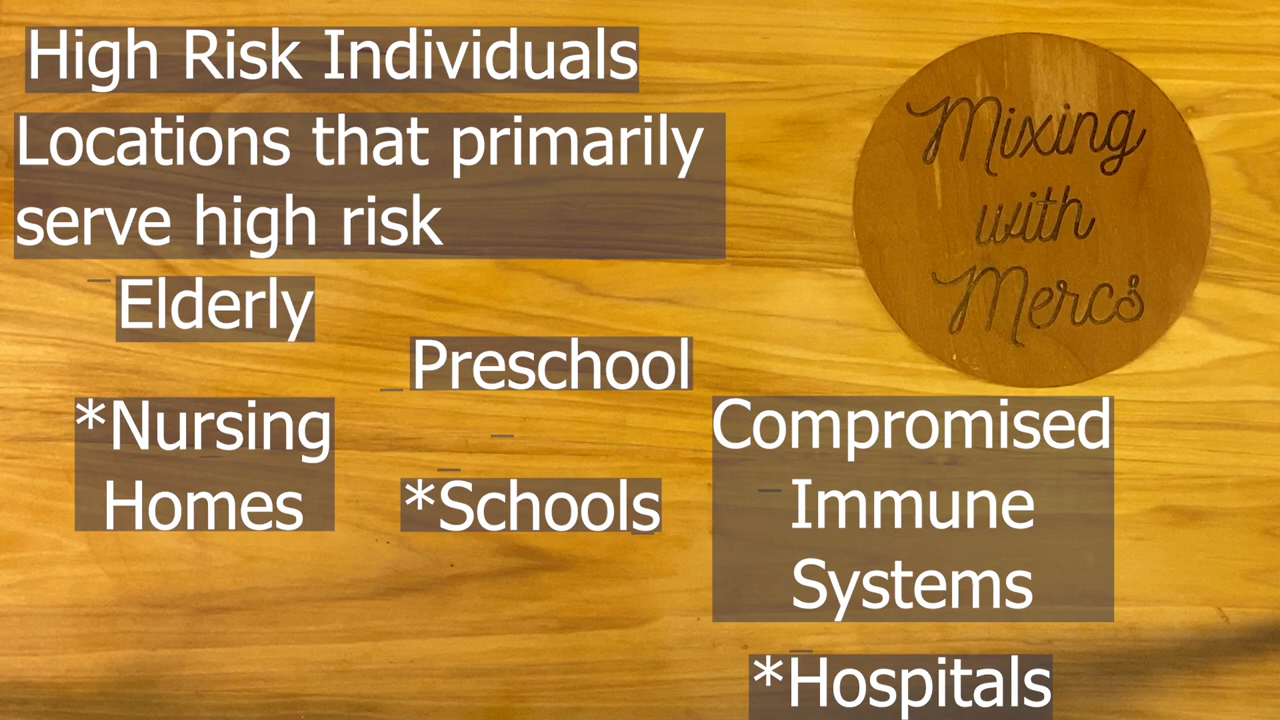 High Risk Individuals
Locations that primarily
serve high risk
Elderly
Preschool
*Nursing
Homes
*Schools
Compromised
Immune
Systems
*Hospitals
Mixing
with
Mercs